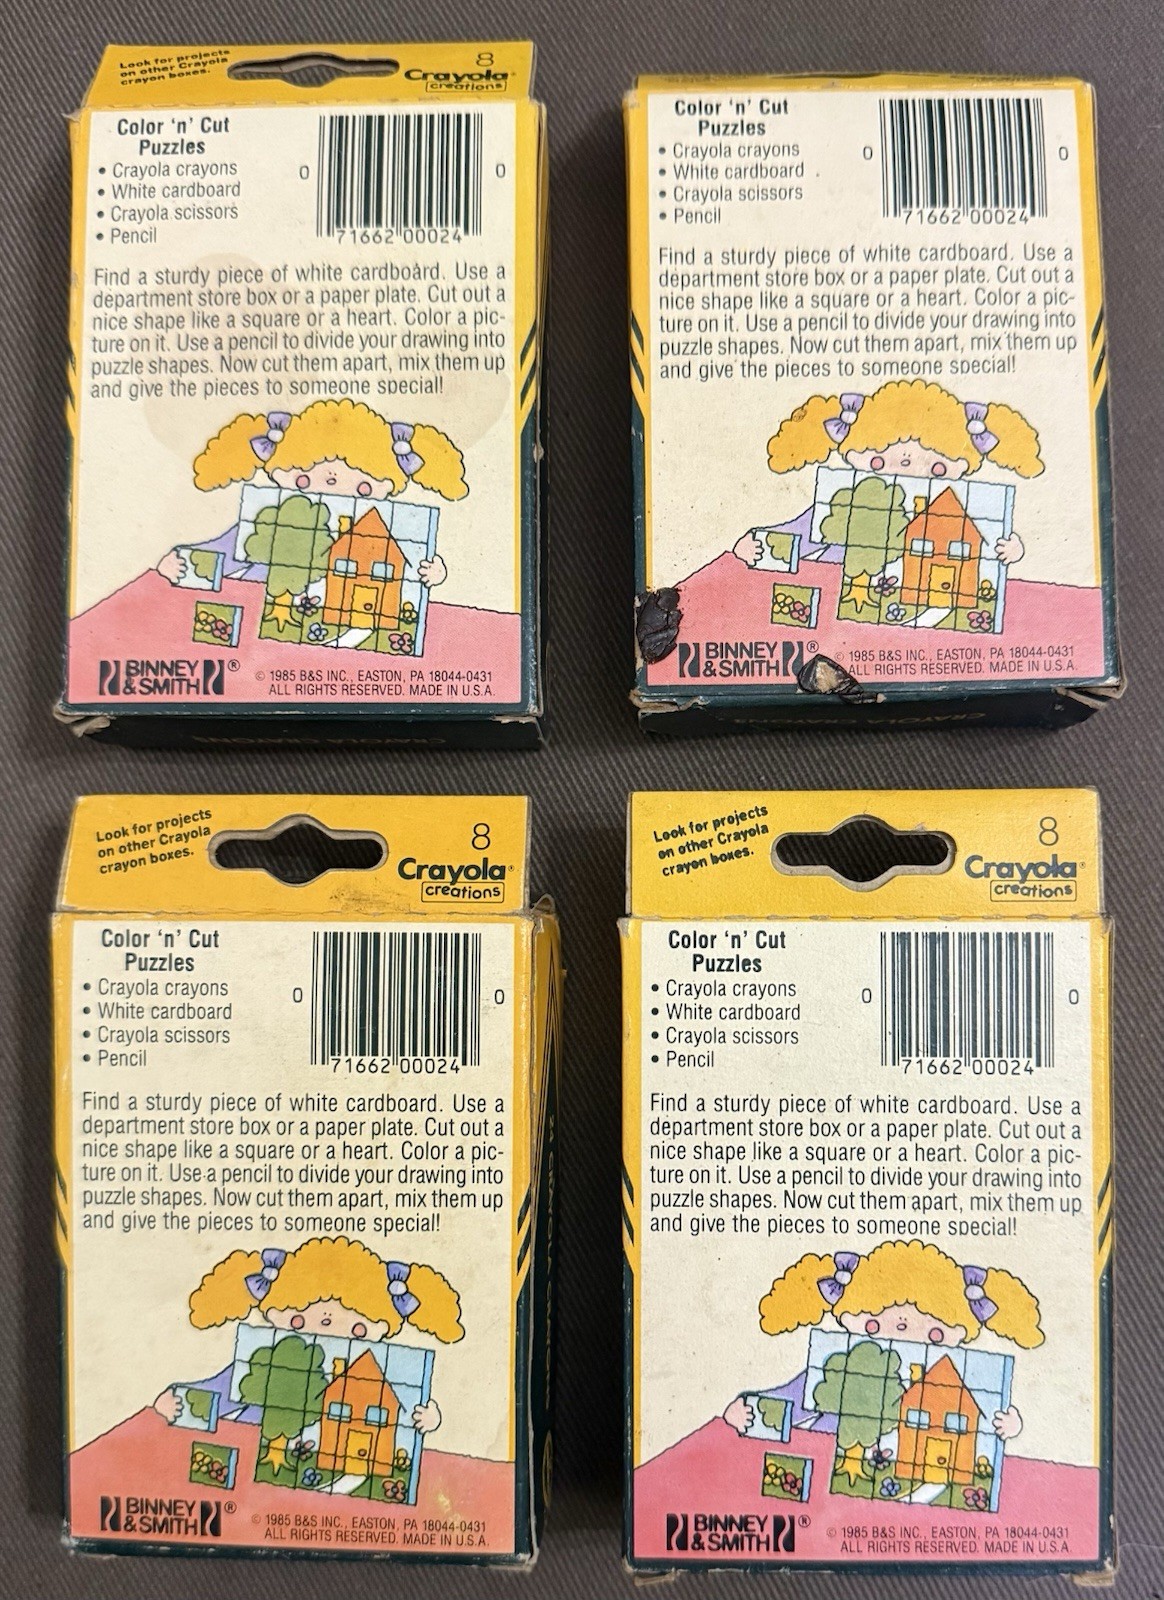 Look for projects
on other Crayola
crayon boxes.
8
Crayola®
creations
Color 'n' Cut
Puzzles
• Crayola crayons
• White cardboard
• Crayola scissors
• Pencil
0 71662 00024 0
Find a sturdy piece of white cardboard. Use a
department store box or a paper plate. Cut out a
nice shape like a square or a heart. Color a pic-
ture on it. Use a pencil to divide your drawing into
puzzle shapes. Now cut them apart, mix them up
and give the pieces to someone special!
BINNEY
& SMITH®
© 1985 B&S INC., EASTON, PA 18044-0431
ALL RIGHTS RESERVED. MADE IN U.S.A.
CRAYOLA CRAYONS
Color 'n' Cut
Puzzles
• Crayola crayons
• White cardboard
• Crayola scissors
• Pencil
0 71662 00024 0
Find a sturdy piece of white cardboard. Use a
department store box or a paper plate. Cut out a
nice shape like a square or a heart. Color a pic-
ture on it. Use a pencil to divide your drawing into
puzzle shapes. Now cut them apart, mix them up
and give the pieces to someone special!
BINNEY
& SMITH®
© 1985 B&S INC., EASTON, PA 18044-0431
ALL RIGHTS RESERVED. MADE IN U.S.A.
CRAYOLA CRAYONS
Look for projects
on other Crayola
crayon boxes.
8
Crayola®
creations
Color 'n' Cut
Puzzles
• Crayola crayons
• White cardboard
• Crayola scissors
• Pencil
0 71662 00024 0
Find a sturdy piece of white cardboard. Use a
department store box or a paper plate. Cut out a
nice shape like a square or a heart. Color a pic-
ture on it. Use a pencil to divide your drawing into
puzzle shapes. Now cut them apart, mix them up
and give the pieces to someone special!
BINNEY
& SMITH®
© 1985 B&S INC., EASTON, PA 18044-0431
ALL RIGHTS RESERVED. MADE IN U.S.A.
Look for projects
on other Crayola
crayon boxes.
8
Crayola®
creations
Color 'n' Cut
Puzzles
• Crayola crayons
• White cardboard
• Crayola scissors
• Pencil
0 71662 00024 0
Find a sturdy piece of white cardboard. Use a
department store box or a paper plate. Cut out a
nice shape like a square or a heart. Color a pic-
ture on it. Use a pencil to divide your drawing into
puzzle shapes. Now cut them apart, mix them up
and give the pieces to someone special!
BINNEY
& SMITH®
© 1985 B&S INC., EASTON, PA 18044-0431
ALL RIGHTS RESERVED. MADE IN U.S.A.